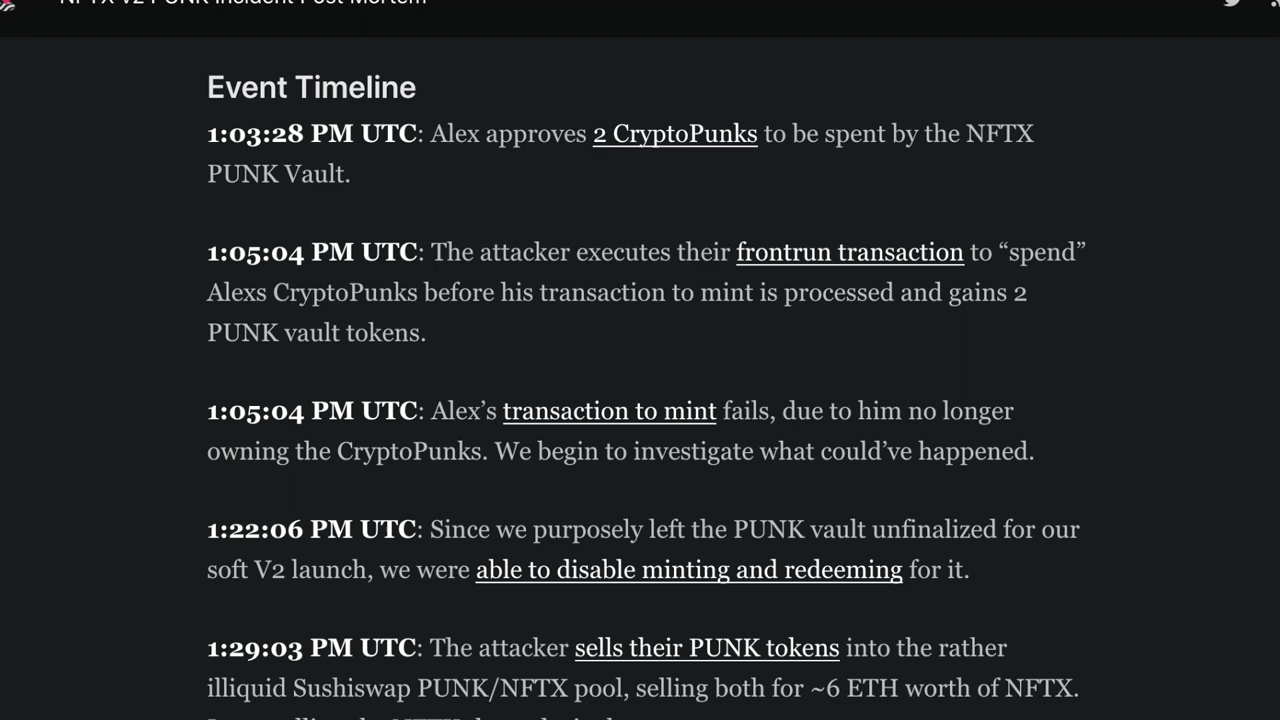 NFTX V2 PUNK Incident Post Mortem
Event Timeline
1:03:28 PM UTC: Alex approves 2 CryptoPunks to be spent by the NFTX
PUNK Vault.
1:05:04 PM UTC: The attacker executes their frontrun transaction to “spend”
Alexs CryptoPunks before his transaction to mint is processed and gains 2
PUNK vault tokens.
1:05:04 PM UTC: Alex’s transaction to mint fails, due to him no longer
owning the CryptoPunks. We begin to investigate what could’ve happened.
1:22:06 PM UTC: Since we purposely left the PUNK vault unfinalized for our
soft V2 launch, we were able to disable minting and redeeming for it.
1:29:03 PM UTC: The attacker sells their PUNK tokens into the rather
illiquid Sushiswap PUNK/NFTX pool, selling both for ~6 ETH worth of NFTX.